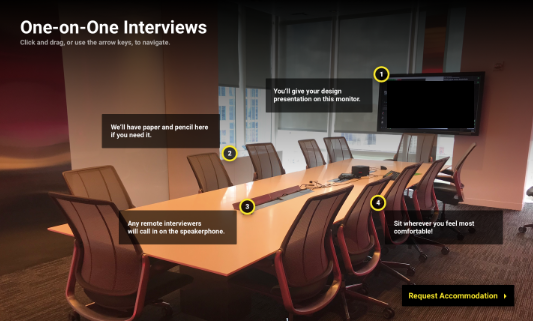 One-on-One Interviews
Click and drag, or use the arrow keys, to navigate.
1
You'll give your design
presentation on this monitor.
We'll have paper and pencil here
if you need it.
2
3
Any remote interviewers
will call in on the speakerphone.
4
Sit wherever you feel most
comfortable!
Request Accommodation